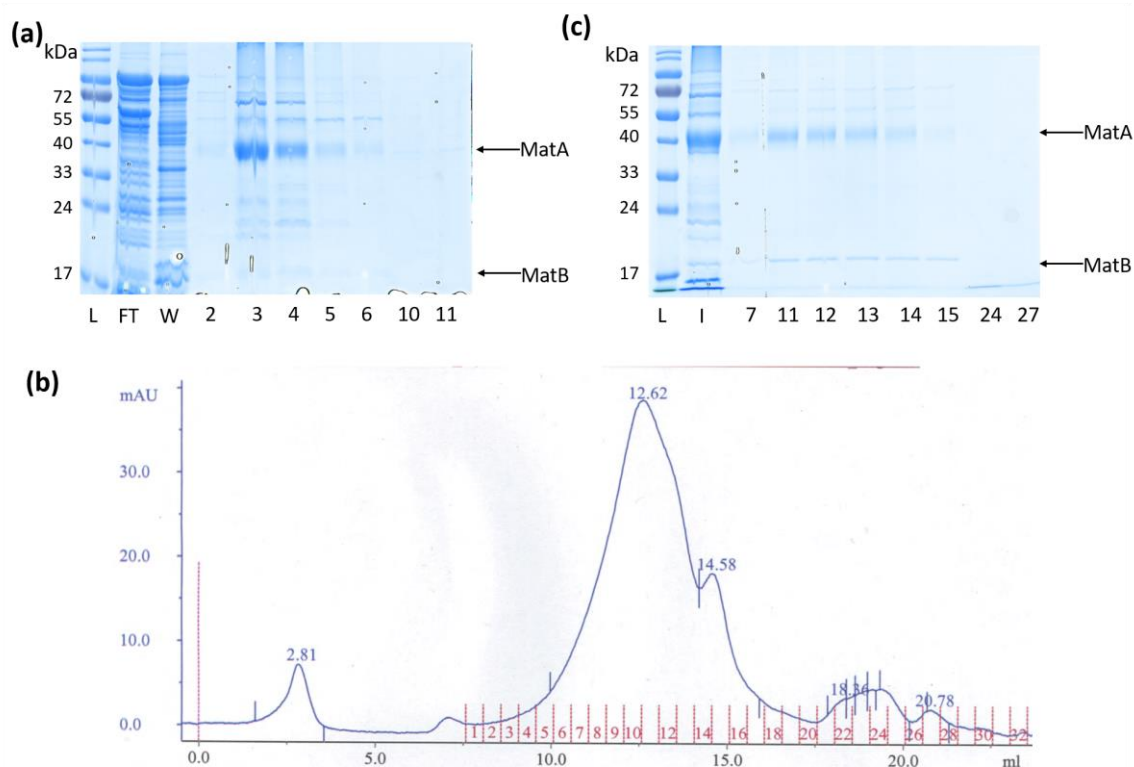 (a)
kDa
72
55
40
33
24
17
L FT W 2 3 4 5 6 10 11
MatA
MatB
(c)
kDa
72
55
40
33
24
17
L I 7 11 12 13 14 15 24 27
MatA
MatB
(b)
mAU
30.0
20.0
10.0
0.0
2.81
12.62
14.58
18.36
20.78
1 2 3 4 5 6 7 8 9 10 12 14 16 18 20 22 24 26 28 30 32
0.0 5.0 10.0 15.0 20.0 ml